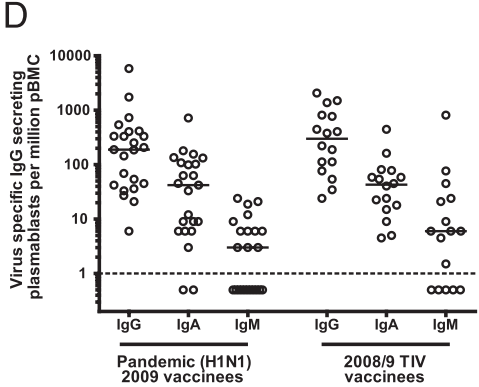 D
Virus specific IgG secreting
plasmablasts per million pBMC
10000
1000
100
10
1
IgG IgA IgM IgG IgA IgM
Pandemic (H1N1)
2009 vaccinees
2008/9 TIV
vaccinees